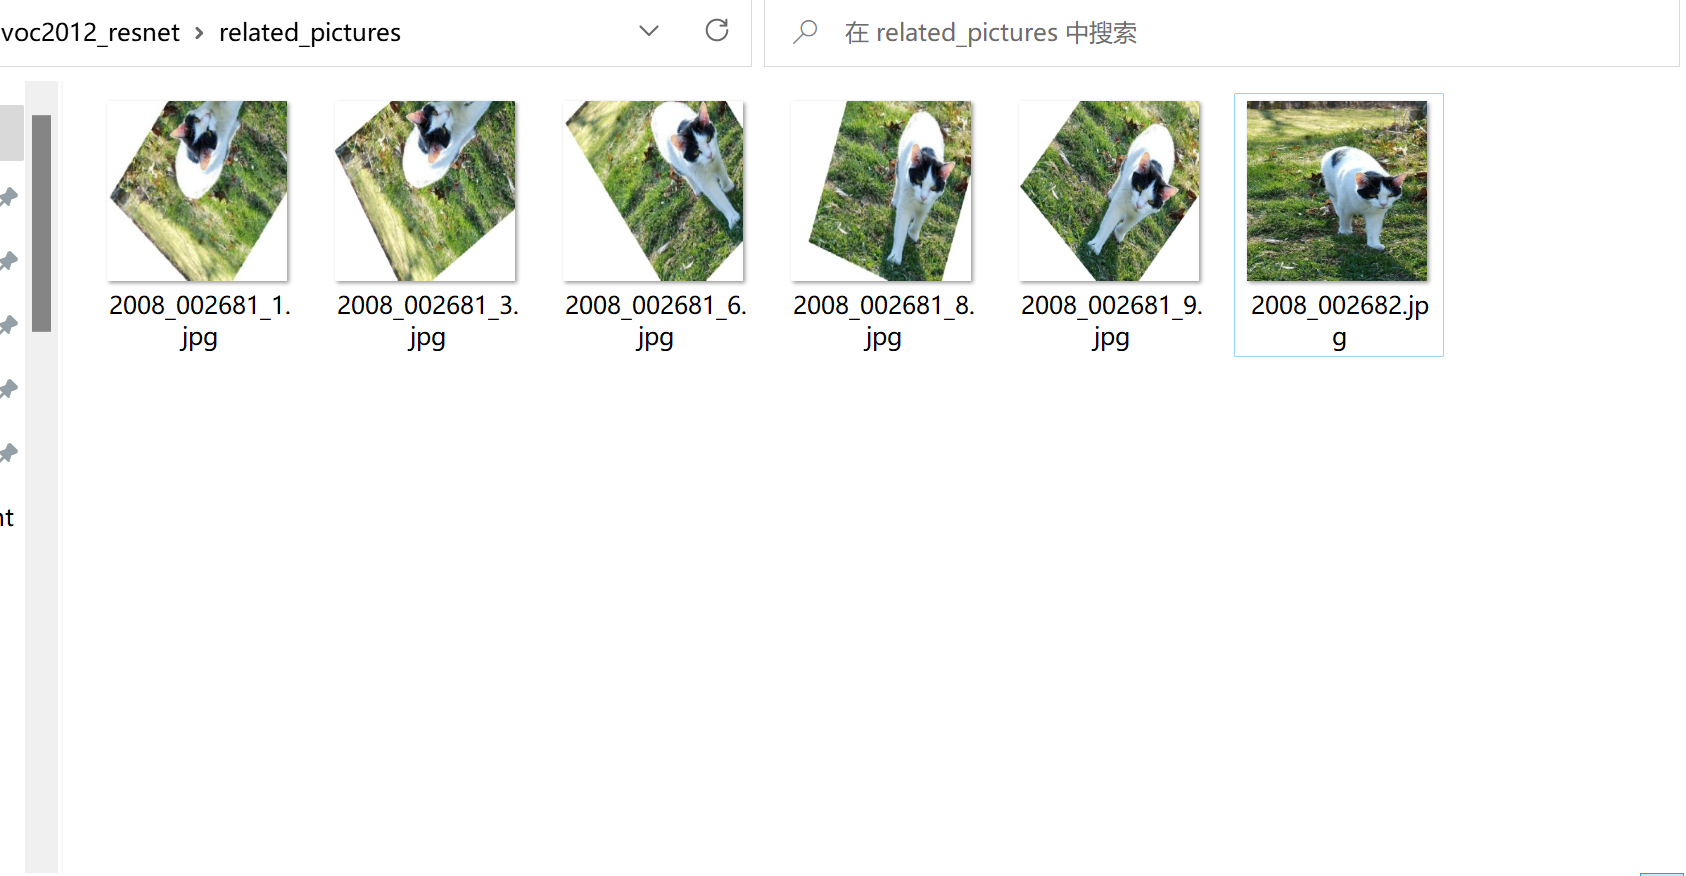 voc2012_resnet > related_pictures
在 related_pictures 中搜索
2008_002681_1.
jpg
2008_002681_3.
jpg
2008_002681_6.
jpg
2008_002681_8.
jpg
2008_002681_9.
jpg
2008_002682.jp
g
nt